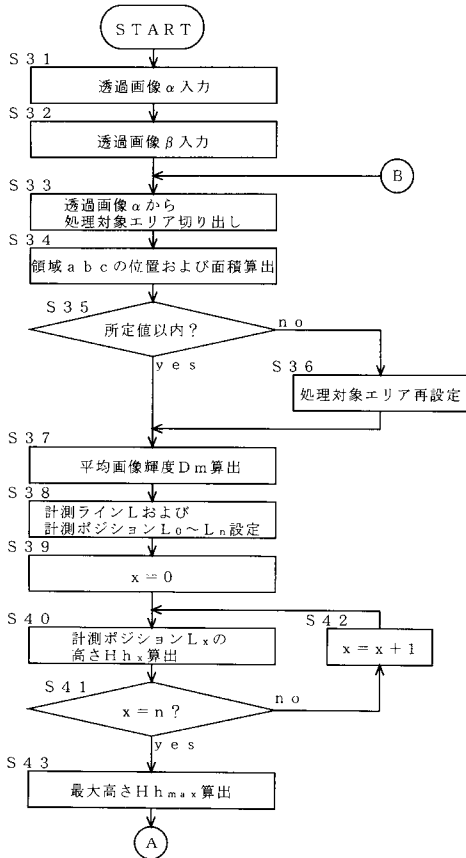 START
S31
透過画像α入力
S32
透過画像β入力
B
S33
透過画像αから
処理対象エリア切り出し
S34
領域abcの位置および面積算出
S35
所定値以内?
no
yes
S36
処理対象エリア再設定
S37
平均画像輝度Dm算出
S38
計測ラインLおよび
計測ポジションL₀~Lₙ設定
S39
x=0
S40
計測ポジションLₓの
高さHhₓ算出
S42
x=x+1
S41
x=n?
no
yes
S43
最大高さHhmax算出
A